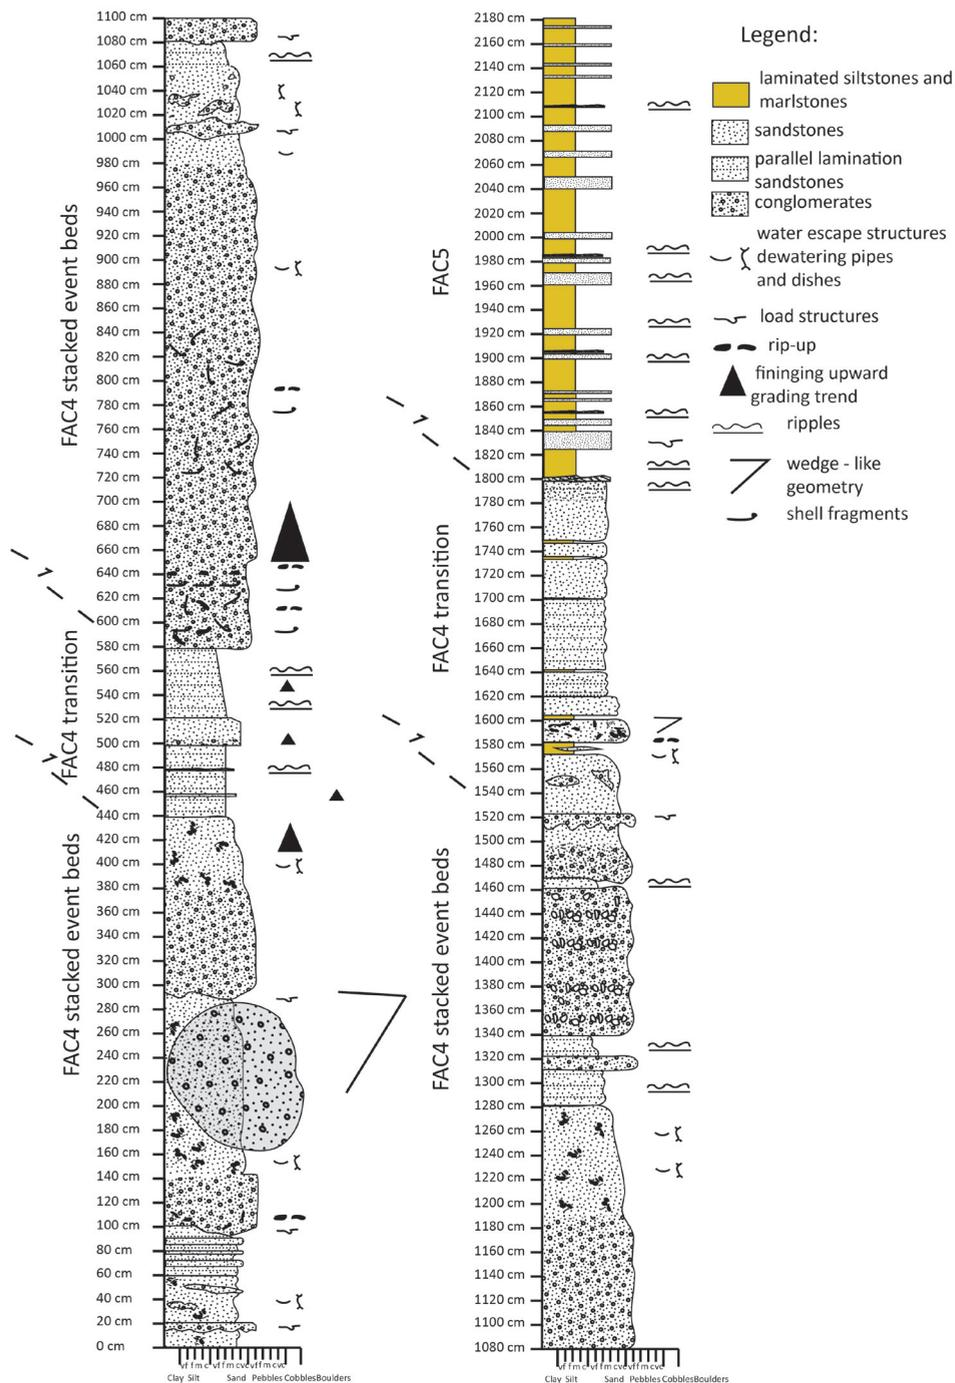 1100 cm
1080 cm
1060 cm
1040 cm
1020 cm
1000 cm
980 cm
960 cm
940 cm
920 cm
900 cm
880 cm
860 cm
840 cm
820 cm
800 cm
780 cm
760 cm
740 cm
720 cm
700 cm
680 cm
660 cm
640 cm
620 cm
600 cm
580 cm
560 cm
540 cm
520 cm
500 cm
480 cm
460 cm
440 cm
420 cm
400 cm
380 cm
360 cm
340 cm
320 cm
300 cm
280 cm
260 cm
240 cm
220 cm
200 cm
180 cm
160 cm
140 cm
120 cm
100 cm
80 cm
60 cm
40 cm
20 cm
0 cm
FAC4 stacked event beds
FAC4 transition
FAC4 stacked event beds
vf f m c vf f m c vc vf f m c vc
Clay Silt Sand Pebbles Cobbles Boulders
2180 cm
2160 cm
2140 cm
2120 cm
2100 cm
2080 cm
2060 cm
2040 cm
2020 cm
2000 cm
1980 cm
1960 cm
1940 cm
1920 cm
1900 cm
1880 cm
1860 cm
1840 cm
1820 cm
1800 cm
1780 cm
1760 cm
1740 cm
1720 cm
1700 cm
1680 cm
1660 cm
1640 cm
1620 cm
1600 cm
1580 cm
1560 cm
1540 cm
1520 cm
1500 cm
1480 cm
1460 cm
1440 cm
1420 cm
1400 cm
1380 cm
1360 cm
1340 cm
1320 cm
1300 cm
1280 cm
1260 cm
1240 cm
1220 cm
1200 cm
1180 cm
1160 cm
1140 cm
1120 cm
1100 cm
1080 cm
FAC5
FAC4 transition
FAC4 stacked event beds
vf f m c vf f m c vc vf f m c vc
Clay Silt Sand Pebbles Cobbles Boulders
Legend:
laminated siltstones and
marlstones
sandstones
parallel lamination
sandstones
conglomerates
water escape structures
dewatering pipes
and dishes
load structures
rip-up
fininging upward
grading trend
ripples
wedge - like
geometry
shell fragments